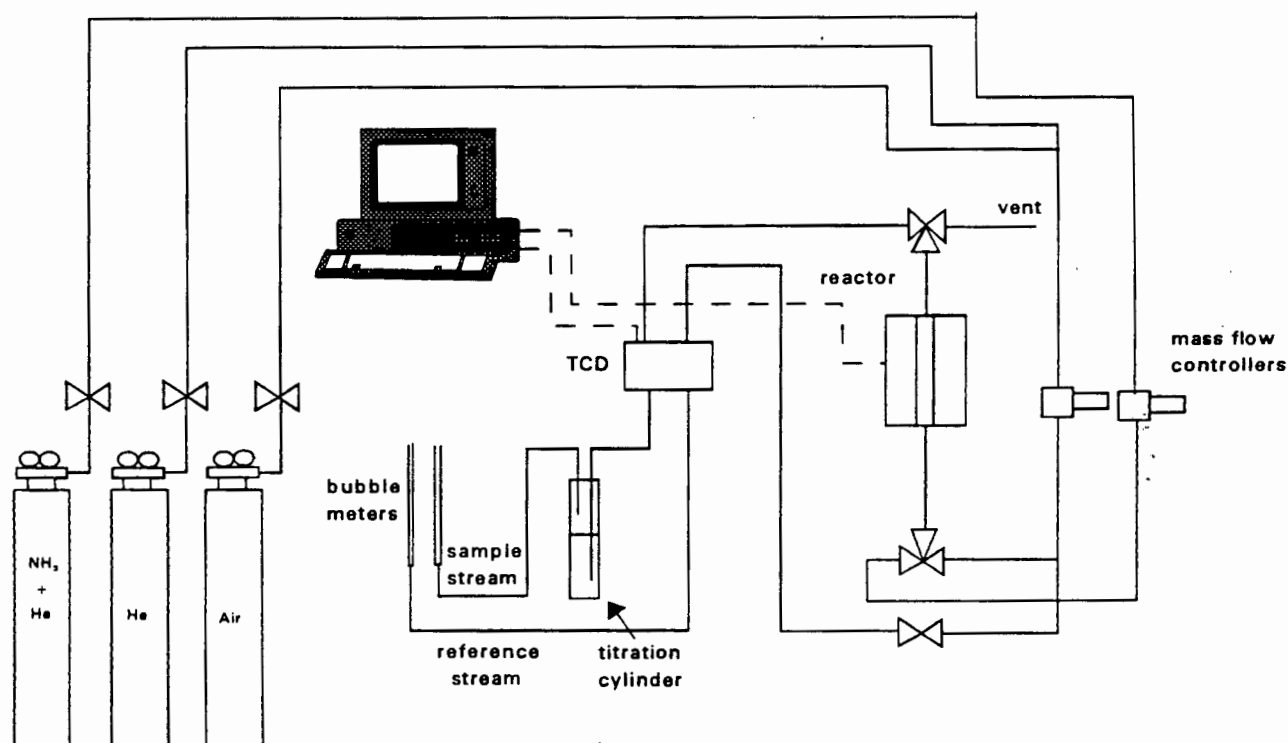 vent
reactor
mass flow
controllers
TCD
bubble
meters
sample
stream
NH₃
+
He
He
Air
reference
stream
titration
cylinder